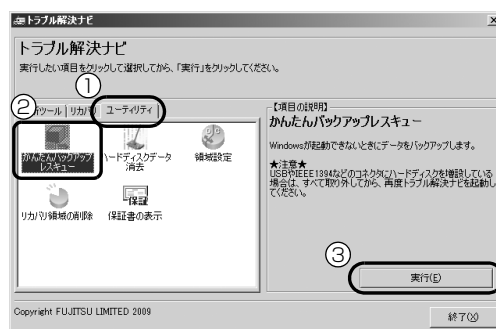 トラブル解決ナビ
トラブル解決ナビ
実行したい項目をクリックして選択してから、「実行」をクリックしてください。
①
②
ツール
リカバリ
ユーティリティ
かんたんバックアップ
レスキュー
ハードディスクデータ
消去
領域設定
リカバリ領域の削除
保証
保証書の表示
【項目の説明】
かんたんバックアップレスキュー
Windowsが起動できないときにデータをバックアップします。
★注意★
USBやIEEE1394などのコネクタにハードディスクを増設している
場合は、すべて取り外してから、再度トラブル解決ナビを起動し
てください。
③
実行(E)
Copyright FUJITSU LIMITED 2009
終了(X)